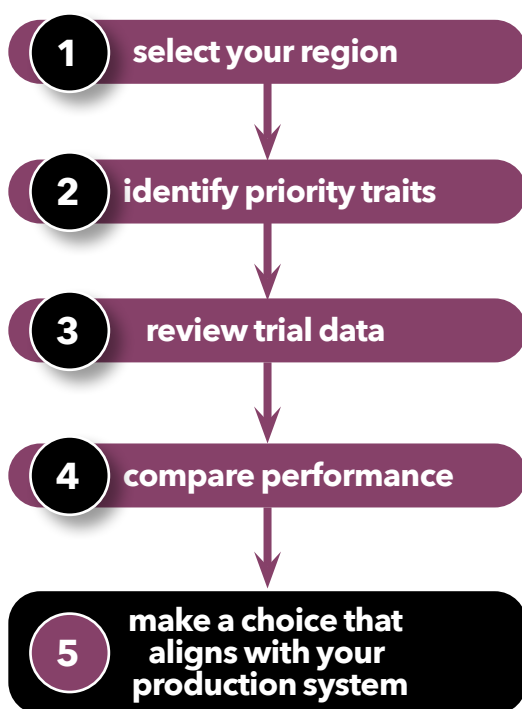 1 select your region
2 identify priority traits
3 review trial data
4 compare performance
make a choice that
5 aligns with your
production system